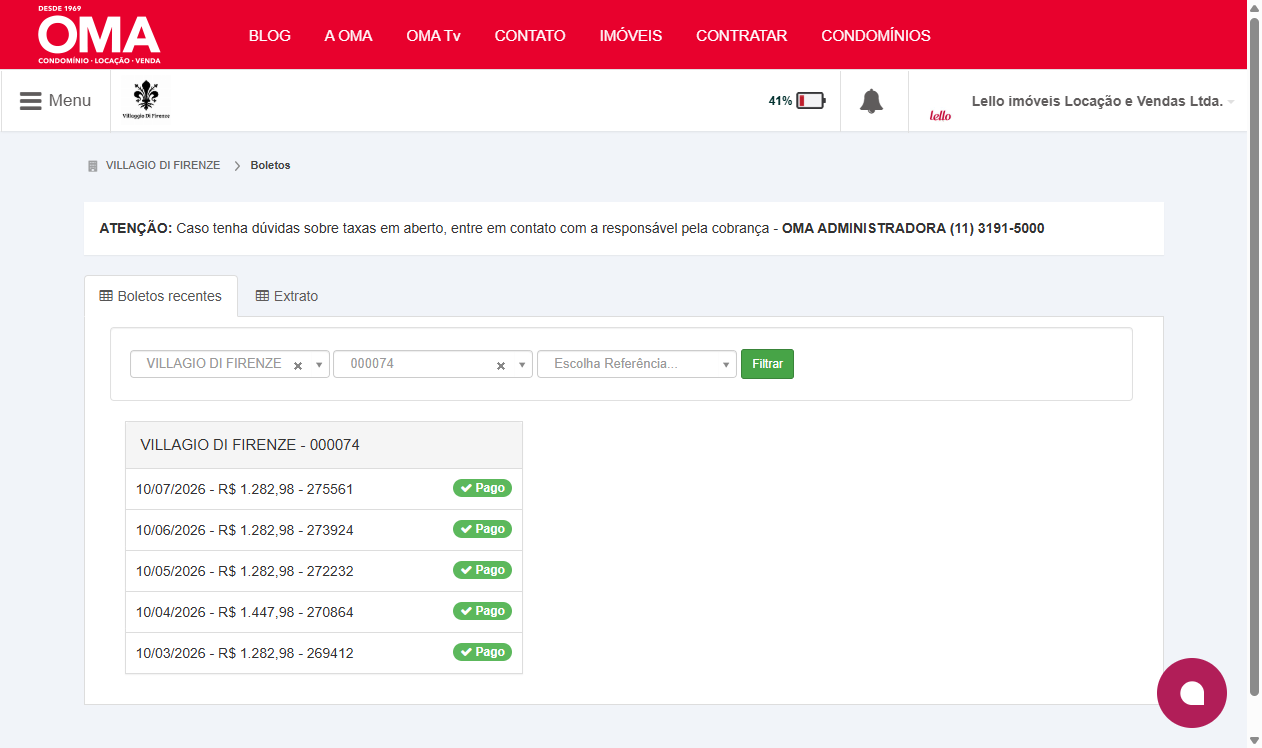 DESDE 1969
OMA
CONDOMÍNIO · LOCAÇÃO · VENDA
BLOG A OMA OMA Tv CONTATO IMÓVEIS CONTRATAR CONDOMÍNIOS
Menu
Villaggio Di Firenze
41%
lello
Lello imóveis Locação e Vendas Ltda.
VILLAGIO DI FIRENZE > Boletos
ATENÇÃO: Caso tenha dúvidas sobre taxas em aberto, entre em contato com a responsável pela cobrança - OMA ADMINISTRADORA (11) 3191-5000
Boletos recentes Extrato
VILLAGIO DI FIRENZE × 000074 × Escolha Referência... Filtrar
VILLAGIO DI FIRENZE - 000074
10/07/2026 - R$ 1.282,98 - 275561 Pago
10/06/2026 - R$ 1.282,98 - 273924 Pago
10/05/2026 - R$ 1.282,98 - 272232 Pago
10/04/2026 - R$ 1.447,98 - 270864 Pago
10/03/2026 - R$ 1.282,98 - 269412 Pago